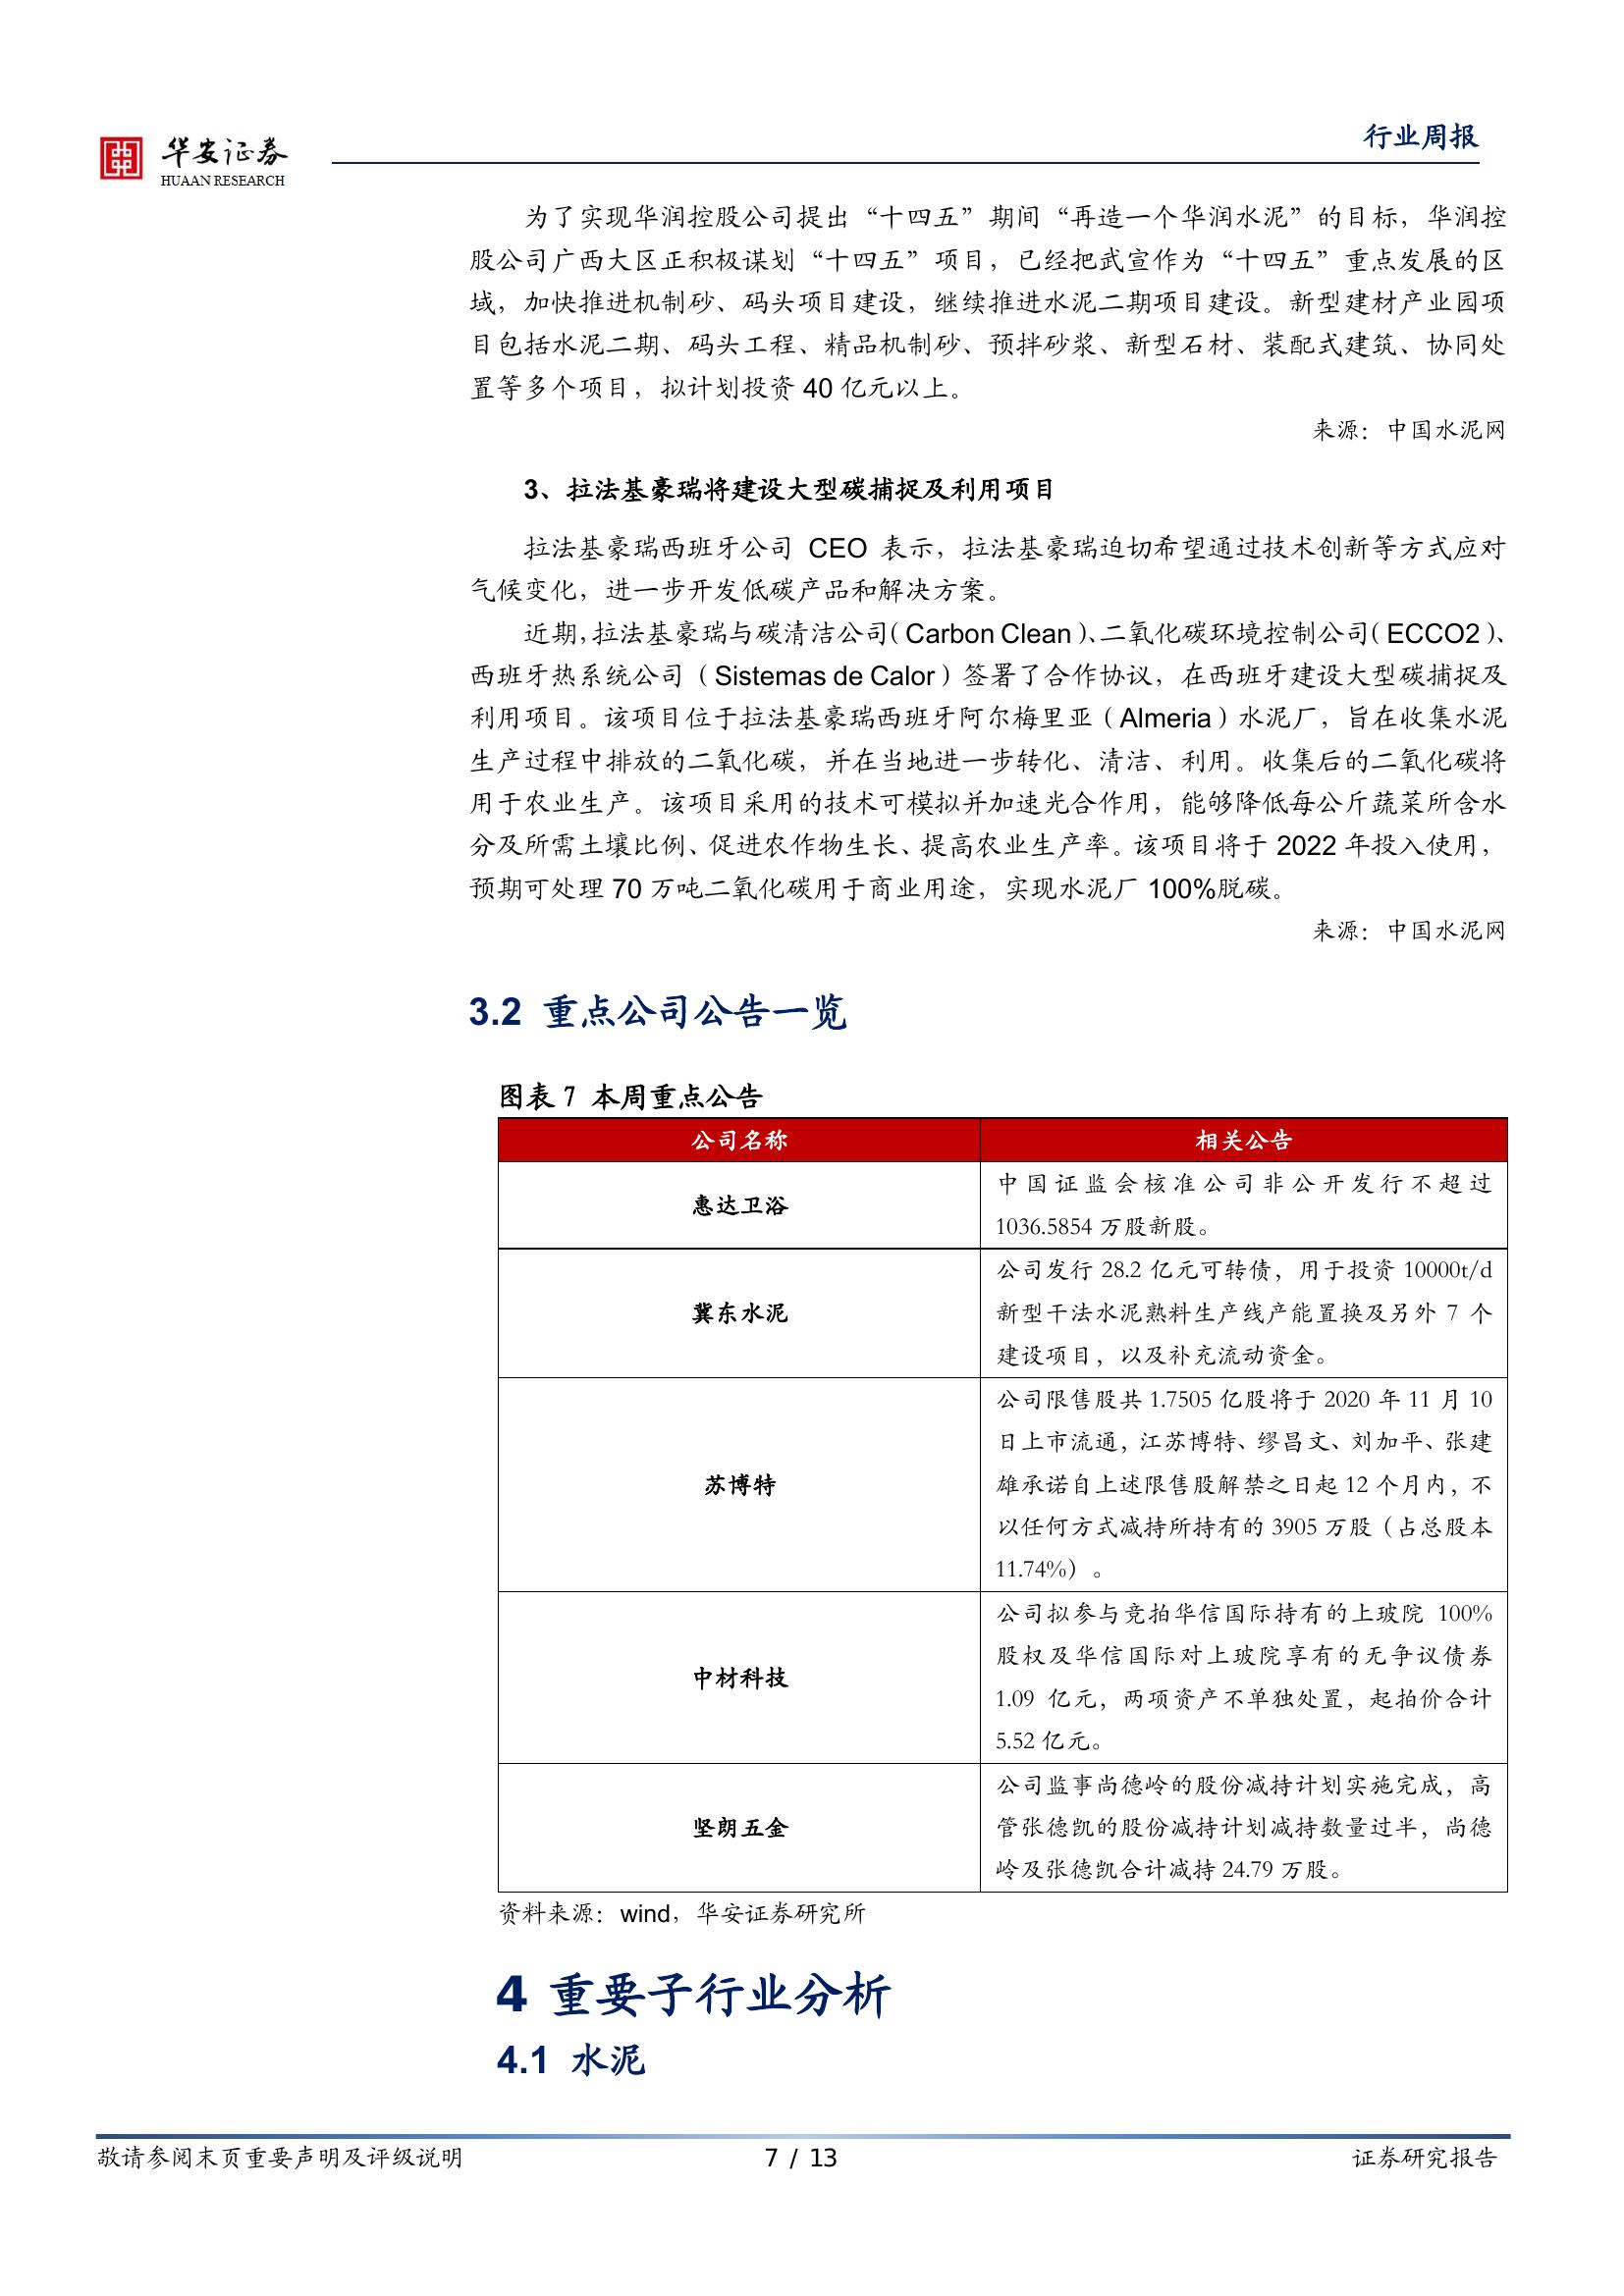 华安证券
HUAAN RESEARCH
行业周报
为了实现华润控股公司提出“十四五”期间“再造一个华润水泥”的目标，华润控
股公司广西大区正积极谋划“十四五”项目，已经把武宣作为“十四五”重点发展的区
域，加快推进机制砂、码头项目建设，继续推进水泥二期项目建设。新型建材产业园项
目包括水泥二期、码头工程、精品机制砂、预拌砂浆、新型石材、装配式建筑、协同处
置等多个项目，拟计划投资 40 亿元以上。
来源：中国水泥网
3、拉法基豪瑞将建设大型碳捕捉及利用项目
拉法基豪瑞西班牙公司 CEO 表示，拉法基豪瑞迫切希望通过技术创新等方式应对
气候变化，进一步开发低碳产品和解决方案。
近期，拉法基豪瑞与碳清洁公司（Carbon Clean）、二氧化碳环境控制公司（ECCO2）、
西班牙热系统公司（Sistemas de Calor）签署了合作协议，在西班牙建设大型碳捕捉及
利用项目。该项目位于拉法基豪瑞西班牙阿尔梅里亚（Almeria）水泥厂，旨在收集水泥
生产过程中排放的二氧化碳，并在当地进一步转化、清洁、利用。收集后的二氧化碳将
用于农业生产。该项目采用的技术可模拟并加速光合作用，能够降低每公斤蔬菜所含水
分及所需土壤比例、促进农作物生长、提高农业生产率。该项目将于 2022 年投入使用，
预期可处理 70 万吨二氧化碳用于商业用途，实现水泥厂 100%脱碳。
来源：中国水泥网
3.2 重点公司公告一览
图表 7 本周重点公告
公司名称 相关公告
惠达卫浴
中国证监会核准公司非公开发行不超过
1036.5854 万股新股。
冀东水泥
公司发行 28.2 亿元可转债，用于投资 10000t/d
新型干法水泥熟料生产线产能置换及另外 7 个
建设项目，以及补充流动资金。
苏博特
公司限售股共 1.7505 亿股将于 2020 年 11 月 10
日上市流通，江苏博特、缪昌文、刘加平、张建
雄承诺自上述限售股解禁之日起 12 个月内，不
以任何方式减持所持有的 3905 万股（占总股本
11.74%）。
中材科技
公司拟参与竞拍华信国际持有的上玻院 100%
股权及华信国际对上玻院享有的无争议债券
1.09 亿元，两项资产不单独处置，起拍价合计
5.52 亿元。
坚朗五金
公司监事尚德岭的股份减持计划实施完成，高
管张德凯的股份减持计划减持数量过半，尚德
岭及张德凯合计减持 24.79 万股。
资料来源：wind，华安证券研究所
4 重要子行业分析
4.1 水泥
敬请参阅末页重要声明及评级说明 7 / 13 证券研究报告